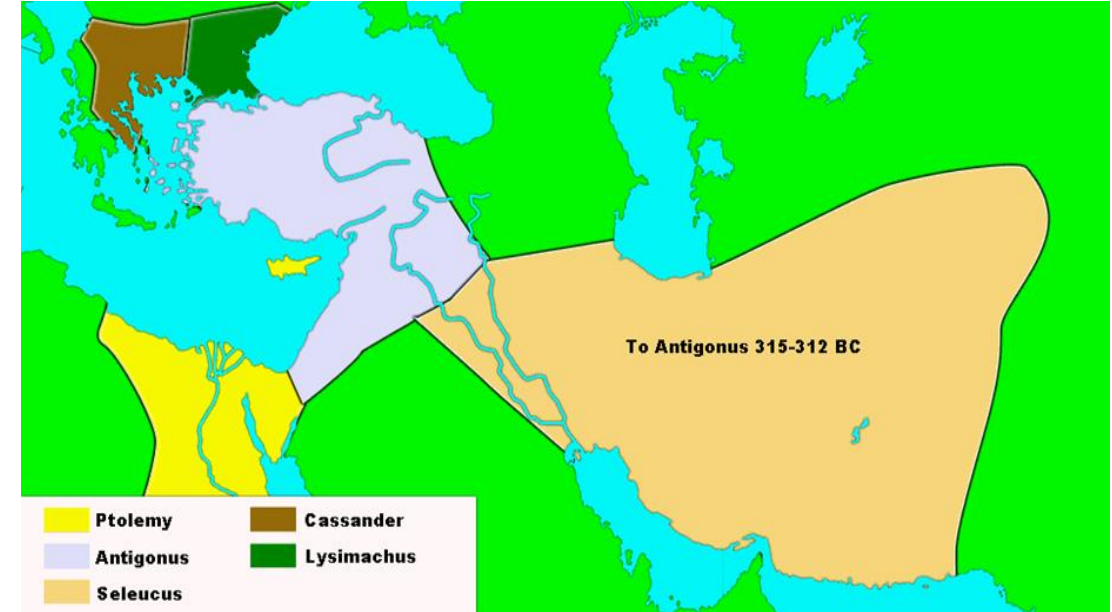 To Antigonus 315-312 BC
Ptolemy
Cassander
Antigonus
Lysimachus
Seleucus